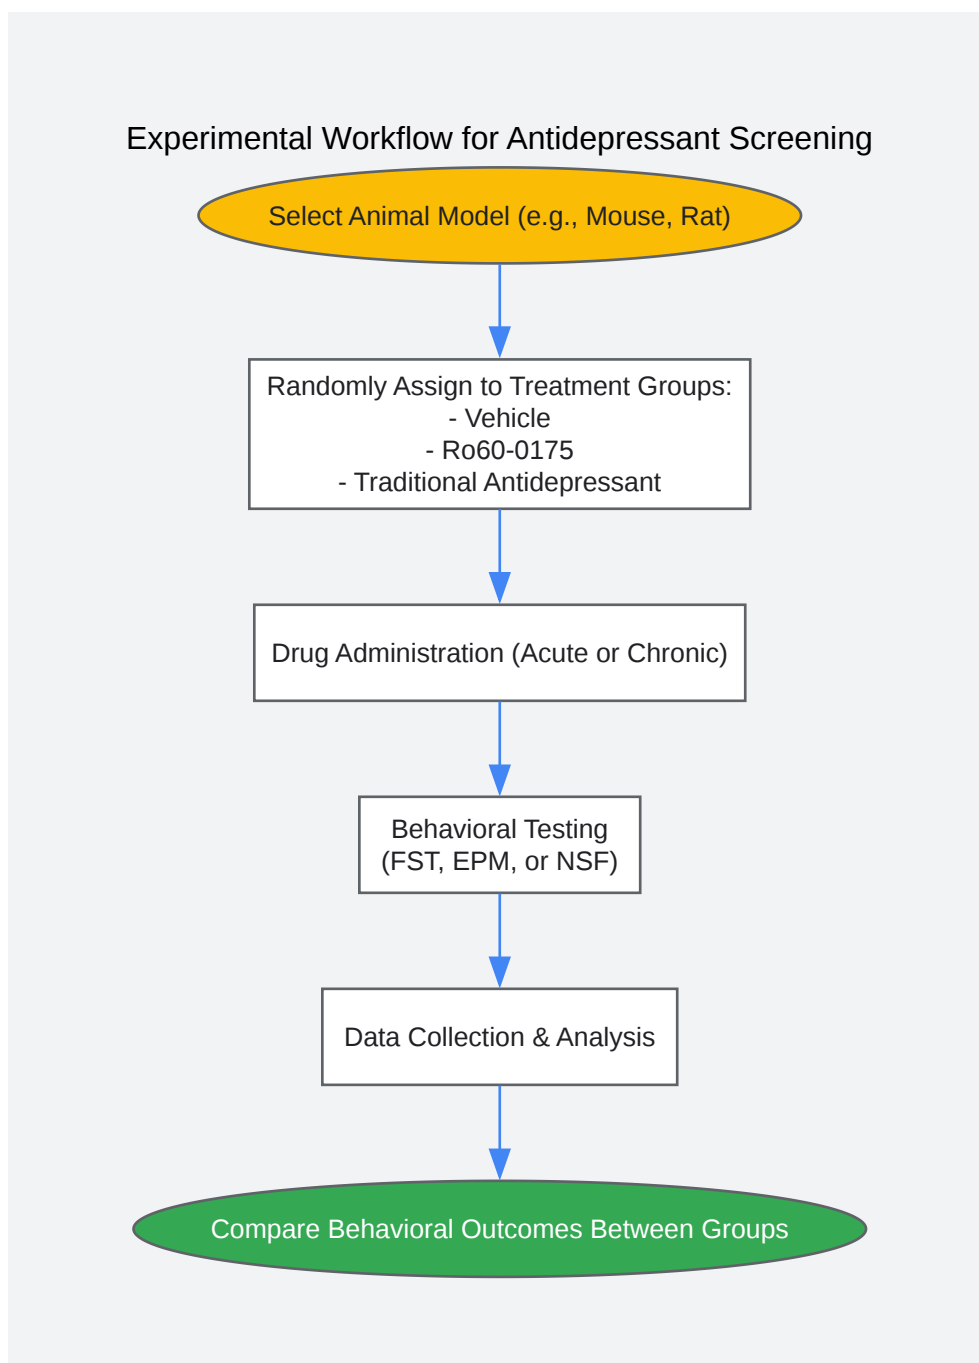 Experimental Workflow for Antidepressant Screening
Select Animal Model (e.g., Mouse, Rat)
Randomly Assign to Treatment Groups:
- Vehicle
- Ro60-0175
- Traditional Antidepressant
Drug Administration (Acute or Chronic)
Behavioral Testing
(FST, EPM, or NSF)
Data Collection & Analysis
Compare Behavioral Outcomes Between Groups